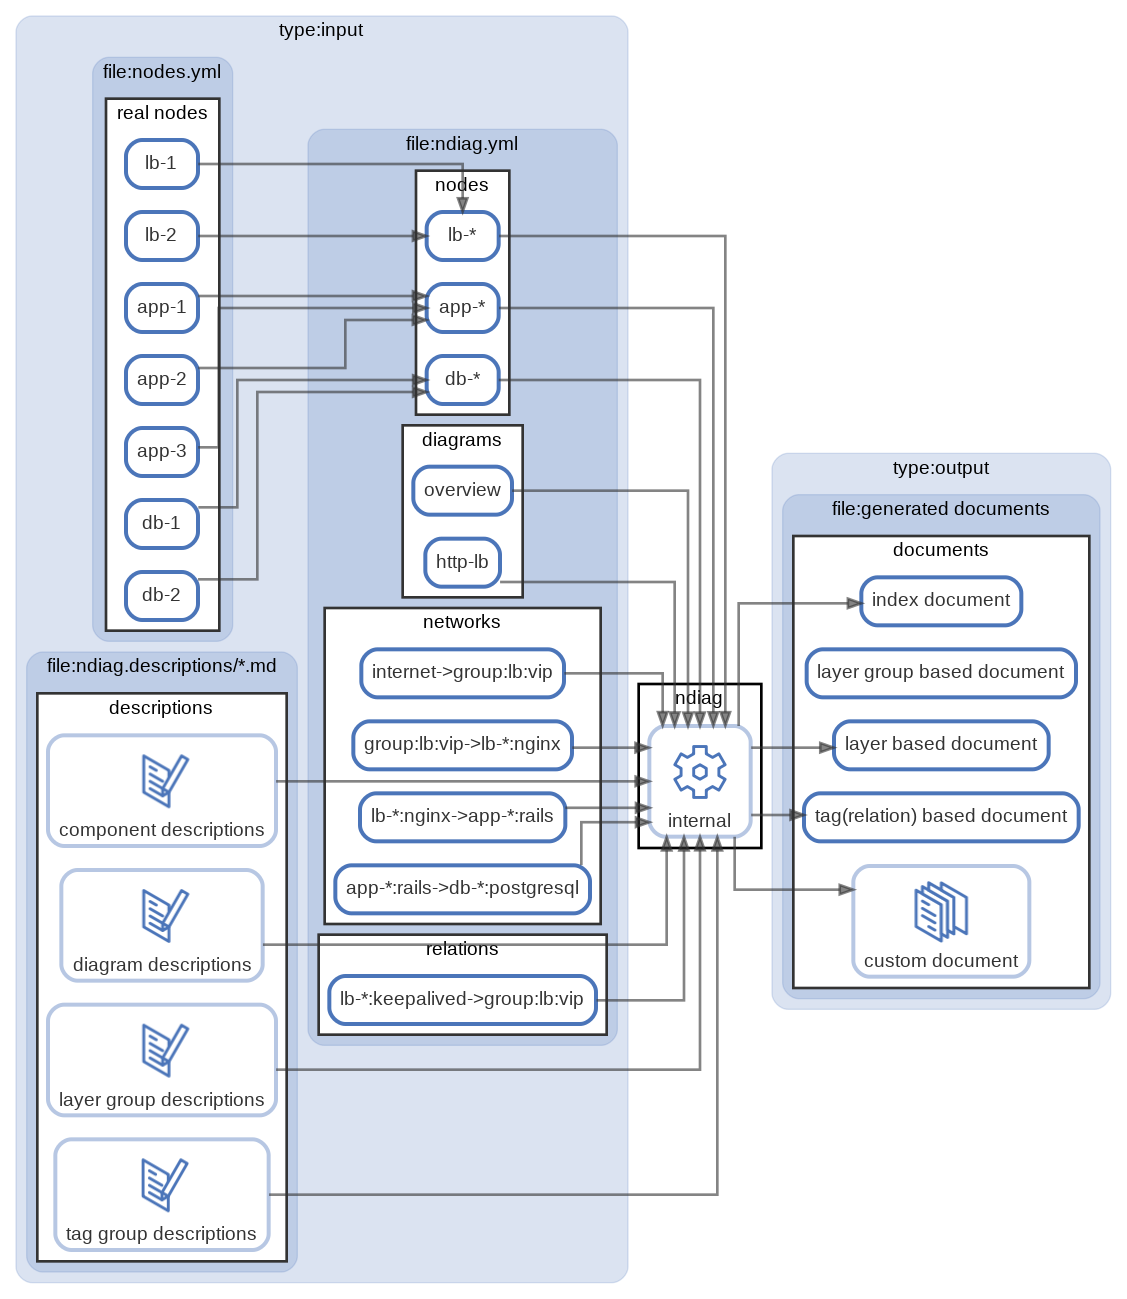 type:input
file:nodes.yml
real nodes
lb-1
lb-2
app-1
app-2
app-3
db-1
db-2
file:ndiag.descriptions/*.md
descriptions
component descriptions
diagram descriptions
layer group descriptions
tag group descriptions
file:ndiag.yml
nodes
lb-*
app-*
db-*
diagrams
overview
http-lb
networks
internet->group:lb:vip
group:lb:vip->lb-*:nginx
lb-*:nginx->app-*:rails
app-*:rails->db-*:postgresql
relations
lb-*:keepalived->group:lb:vip
ndiag
internal
type:output
file:generated documents
documents
index document
layer group based document
layer based document
tag(relation) based document
custom document